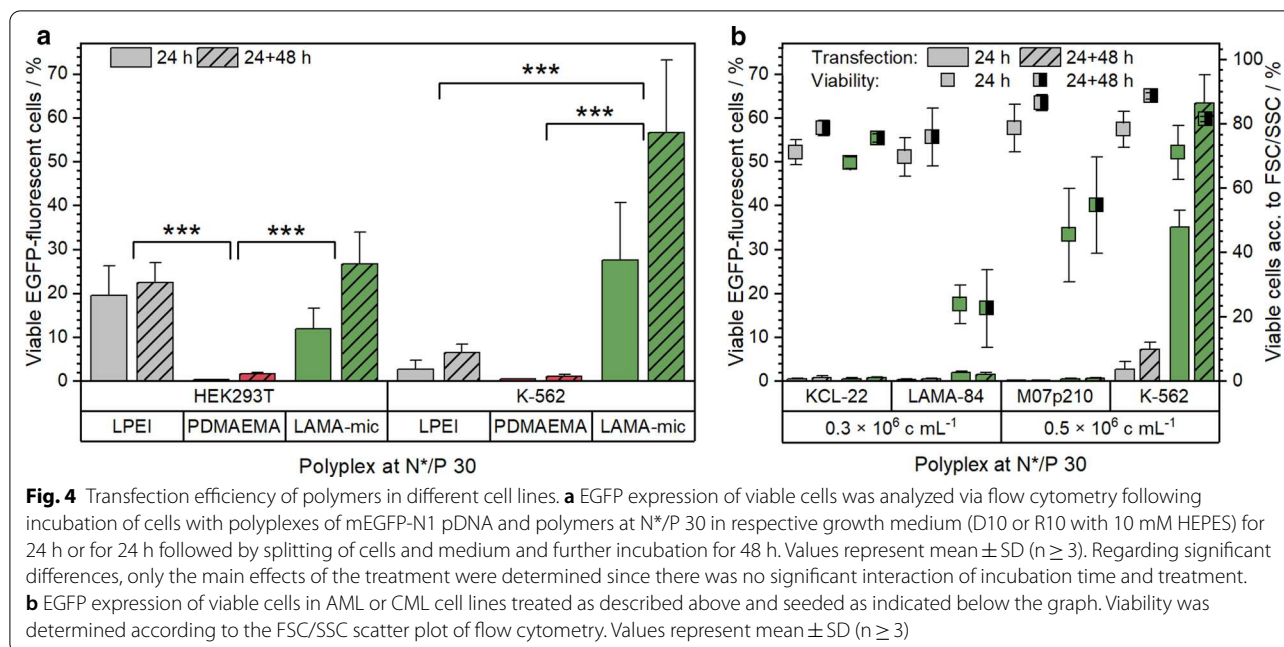 a
24 h 24+48 h
Viable EGFP-fluorescent cells / %
70
60
50
40
30
20
10
0
***
***
***
***
HEK293T K-562
LPEI PDMAEMA LAMA-mic LPEI PDMAEMA LAMA-mic
Polyplex at N*/P 30
b
Transfection: 24 h 24+48 h
Viability: 24 h 24+48 h
Viable EGFP-fluorescent cells / %
70
60
50
40
30
20
10
0
100
80
60
40
20
0
Viable cells acc. to FSC/SSC / %
KCL-22 LAMA-84 M07p210 K-562
0.3 × 10⁶ c mL⁻¹ 0.5 × 10⁶ c mL⁻¹
Polyplex at N*/P 30
Fig. 4 Transfection efficiency of polymers in different cell lines. a EGFP expression of viable cells was analyzed via flow cytometry following
incubation of cells with polyplexes of mEGFP-N1 pDNA and polymers at N*/P 30 in respective growth medium (D10 or R10 with 10 mM HEPES) for
24 h or for 24 h followed by splitting of cells and medium and further incubation for 48 h. Values represent mean ± SD (n ≥ 3). Regarding significant
differences, only the main effects of the treatment were determined since there was no significant interaction of incubation time and treatment.
b EGFP expression of viable cells in AML or CML cell lines treated as described above and seeded as indicated below the graph. Viability was
determined according to the FSC/SSC scatter plot of flow cytometry. Values represent mean ± SD (n ≥ 3)